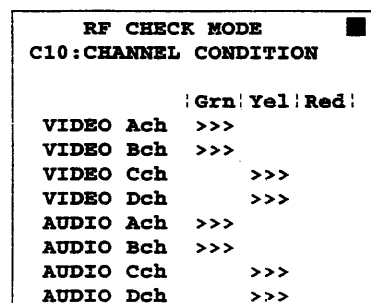 RF CHECK MODE
C10:CHANNEL CONDITION
¦Grn¦Yel¦Red¦
VIDEO Ach >>>
VIDEO Bch >>>
VIDEO Cch >>>
VIDEO Dch >>>
AUDIO Ach >>>
AUDIO Bch >>>
AUDIO Cch >>>
AUDIO Dch >>>